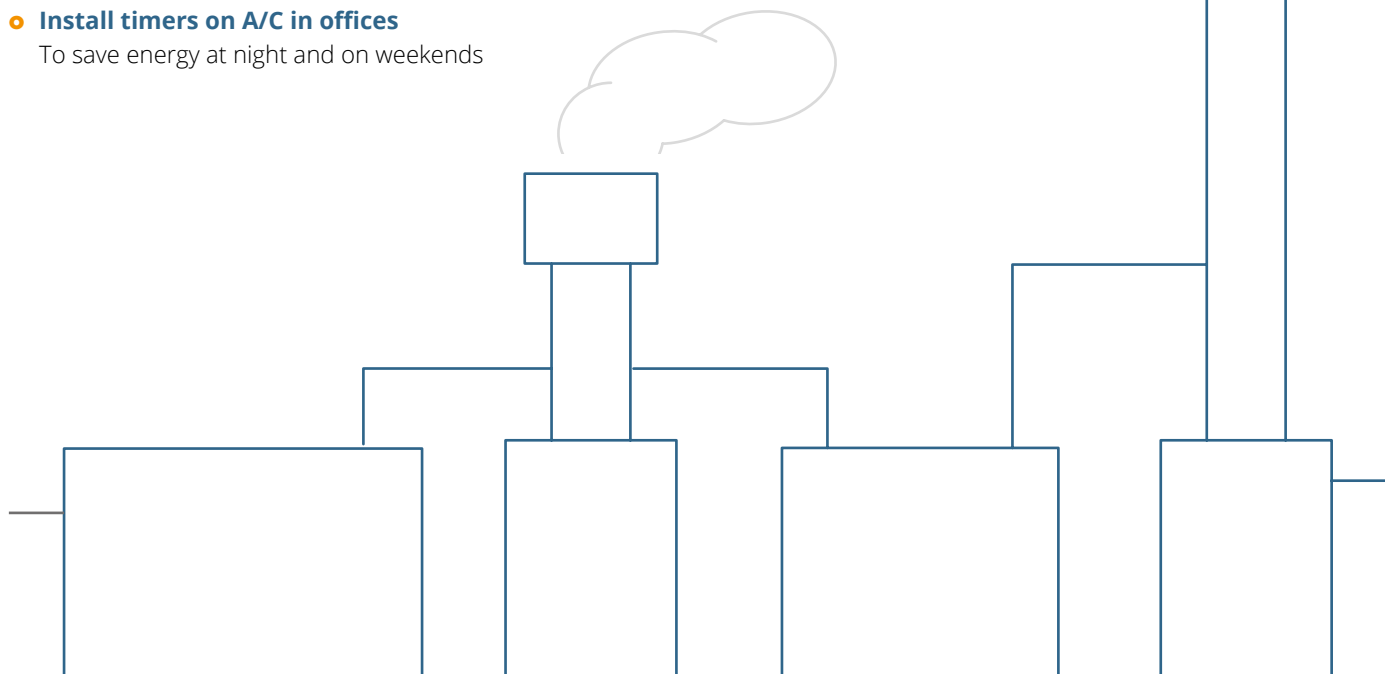 Install timers on A/C in offices
To save energy at night and on weekends